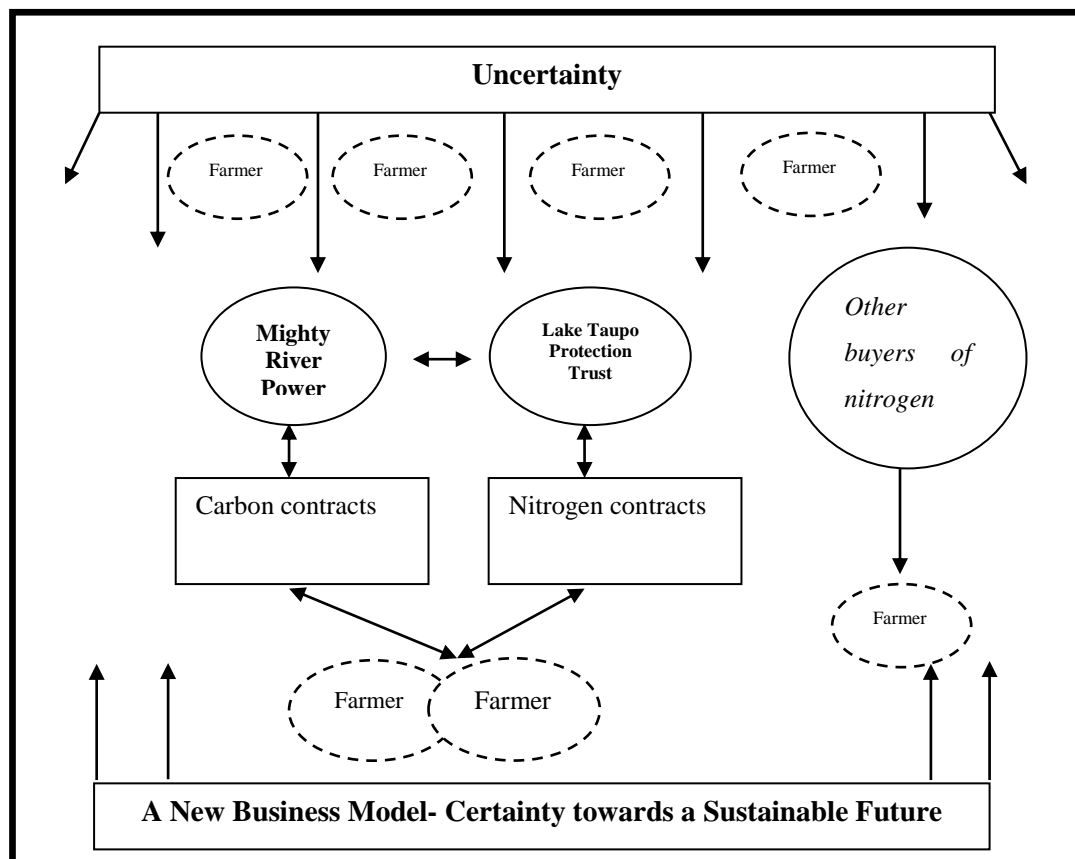 Uncertainty
Farmer
Farmer
Farmer
Farmer
Mighty
River
Power
Lake Taupo
Protection
Trust
Other
buyers of
nitrogen
Carbon contracts
Nitrogen contracts
Farmer
Farmer
Farmer
A New Business Model- Certainty towards a Sustainable Future